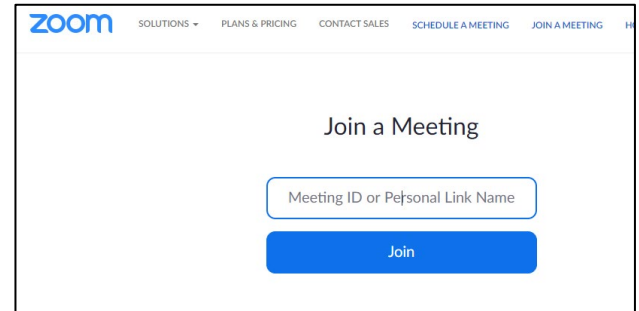 zoom SOLUTIONS PLANS & PRICING CONTACT SALES SCHEDULE A MEETING JOIN A MEETING
Join a Meeting
Meeting ID or Personal Link Name
Join